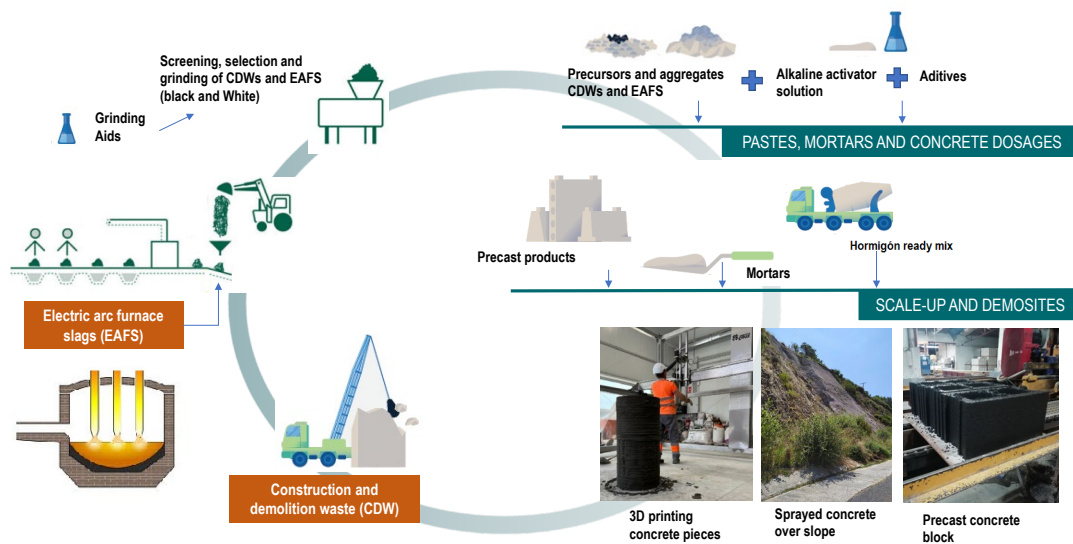 Screening, selection and
grinding of CDWs and EAFS
(black and White)
Grinding
Aids
Precursors and aggregates
CDWs and EAFS
Alkaline activator
solution
Aditives
PASTES, MORTARS AND CONCRETE DOSAGES
Precast products
Mortars
Hormigón ready mix
SCALE-UP AND DEMOSITES
Electric arc furnace
slags (EAFS)
Construction and
demolition waste (CDW)
3D printing
concrete pieces
Sprayed concrete
over slope
Precast concrete
block